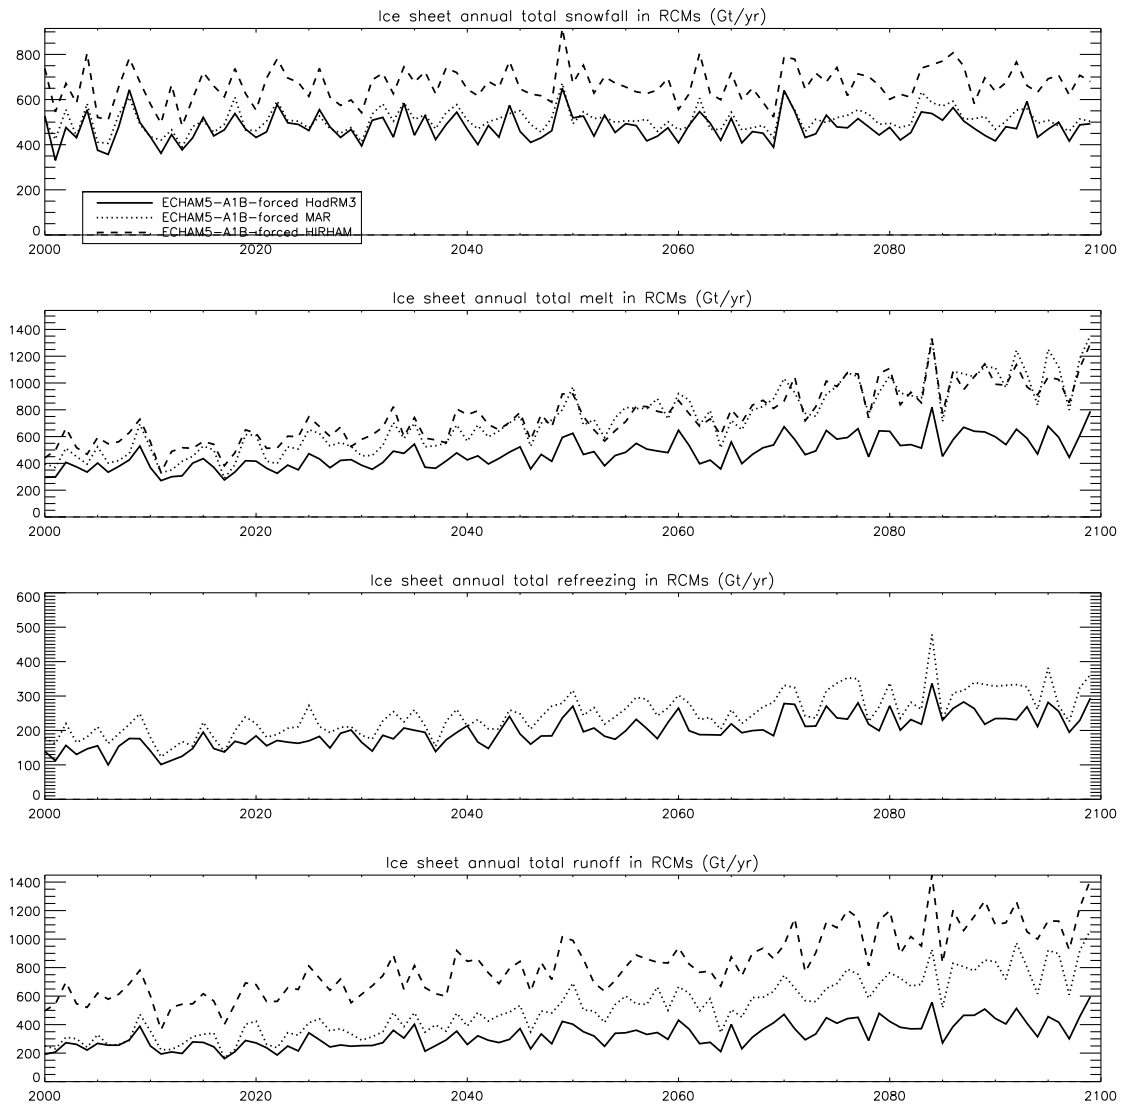 Ice sheet annual total snowfall in RCMs (Gt/yr)
800
600
400
200
0
ECHAM5-A1B-forced HadRM3
ECHAM5-A1B-forced MAR
ECHAM5-A1B-forced HIRHAM
2000 2020 2040 2060 2080 2100
Ice sheet annual total melt in RCMs (Gt/yr)
1400
1200
1000
800
600
400
200
0
2000 2020 2040 2060 2080 2100
Ice sheet annual total refreezing in RCMs (Gt/yr)
600
500
400
300
200
100
0
2000 2020 2040 2060 2080 2100
Ice sheet annual total runoff in RCMs (Gt/yr)
1400
1200
1000
800
600
400
200
0
2000 2020 2040 2060 2080 2100